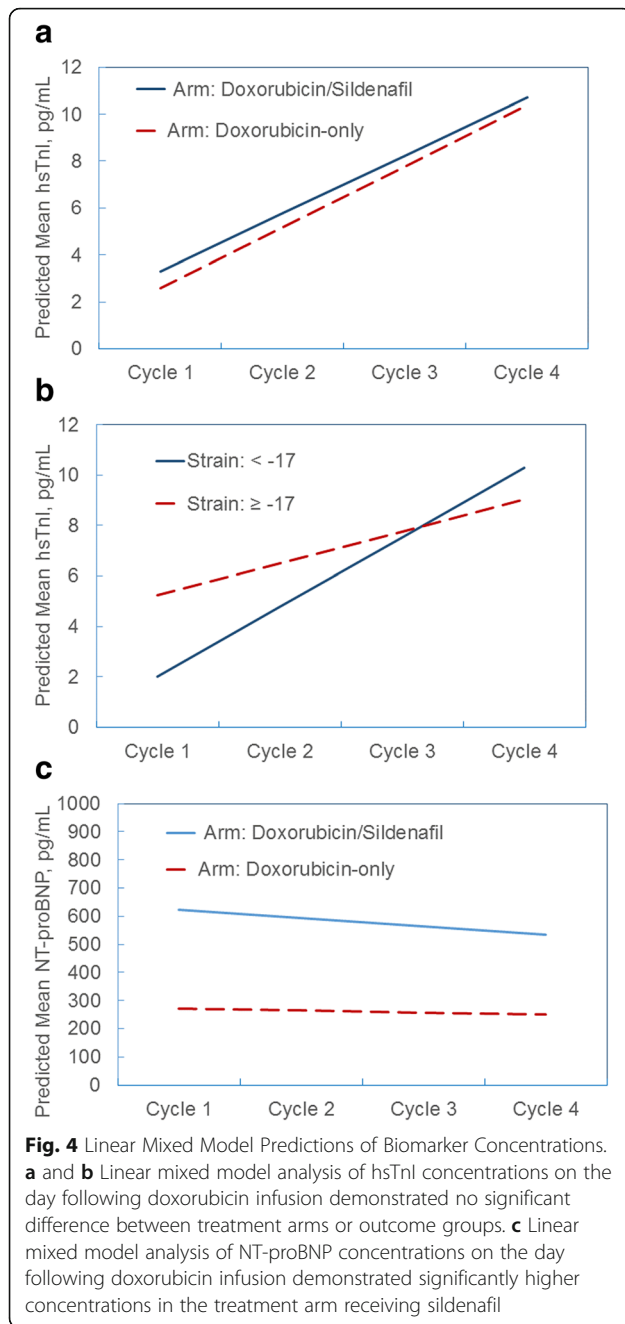 a
12
10
8
6
4
2
0
Predicted Mean hsTnI, pg/mL
Arm: Doxorubicin/Sildenafil
Arm: Doxorubicin-only
Cycle 1 Cycle 2 Cycle 3 Cycle 4
b
12
10
8
6
4
2
0
Predicted Mean hsTnI, pg/mL
Strain: < -17
Strain: ≥ -17
Cycle 1 Cycle 2 Cycle 3 Cycle 4
c
1000
900
800
700
600
500
400
300
200
100
0
Predicted Mean NT-proBNP, pg/mL
Arm: Doxorubicin/Sildenafil
Arm: Doxorubicin-only
Cycle 1 Cycle 2 Cycle 3 Cycle 4
Fig. 4 Linear Mixed Model Predictions of Biomarker Concentrations.
a and b Linear mixed model analysis of hsTnI concentrations on the
day following doxorubicin infusion demonstrated no significant
difference between treatment arms or outcome groups. c Linear
mixed model analysis of NT-proBNP concentrations on the day
following doxorubicin infusion demonstrated significantly higher
concentrations in the treatment arm receiving sildenafil